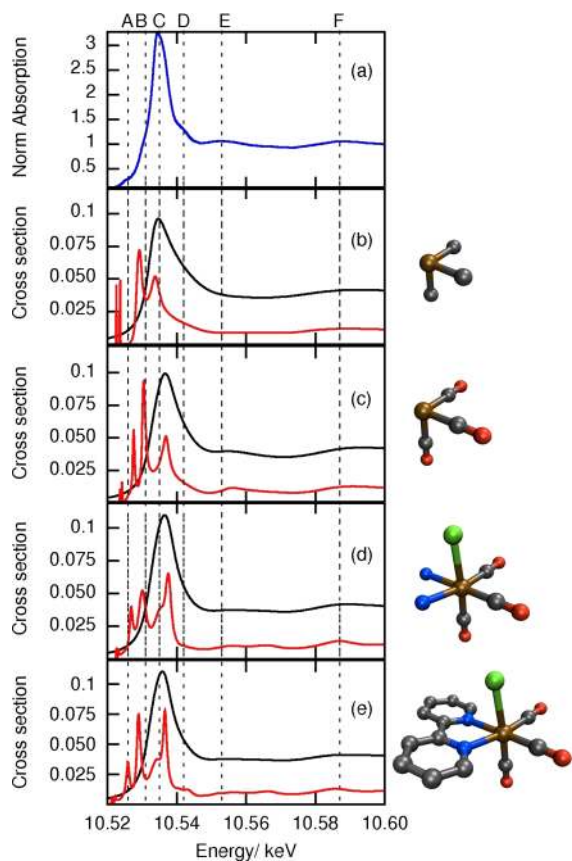 A B C D E F
Norm Absorption
3
2.5
2
1.5
1
0.5
(a)
Cross section
0.1
0.075
0.050
0.025
(b)
Cross section
0.1
0.075
0.050
0.025
(c)
Cross section
0.1
0.075
0.050
0.025
(d)
Cross section
0.1
0.075
0.050
0.025
(e)
10.52 10.54 10.56 10.58 10.60
Energy/ keV